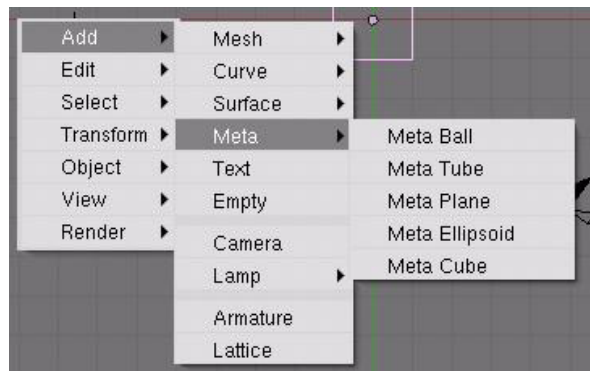 Add
Edit
Select
Transform
Object
View
Render
Mesh
Curve
Surface
Meta
Text
Empty
Camera
Lamp
Armature
Lattice
Meta Ball
Meta Tube
Meta Plane
Meta Ellipsoid
Meta Cube